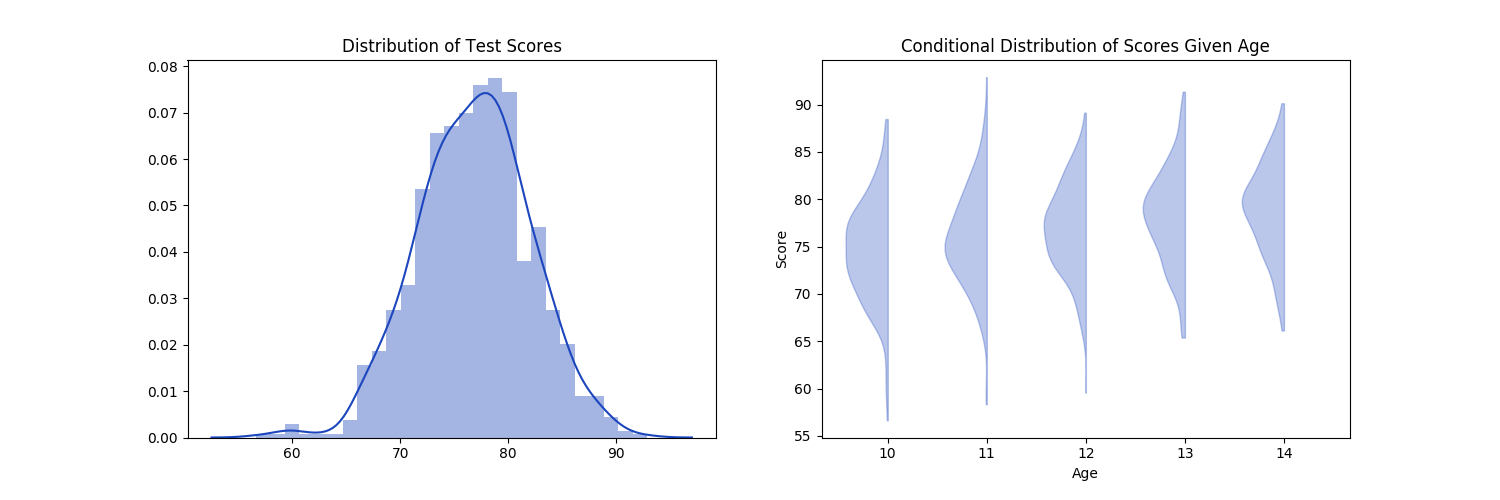 Distribution of Test Scores
0.08
0.07
0.06
0.05
0.04
0.03
0.02
0.01
0.00
60 70 80 90
Conditional Distribution of Scores Given Age
90
85
80
75
70
65
60
55
Score
10 11 12 13 14
Age